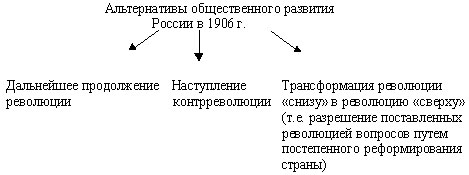 Альтернативы общественного развития
России в 1906 г.
Дальнейшее продолжение
революции
Наступление
контрреволюции
Трансформация революции
«снизу» в революцию «сверху»
(т.е. разрешение поставленных
революцией вопросов путем
постепенного реформирования
страны)